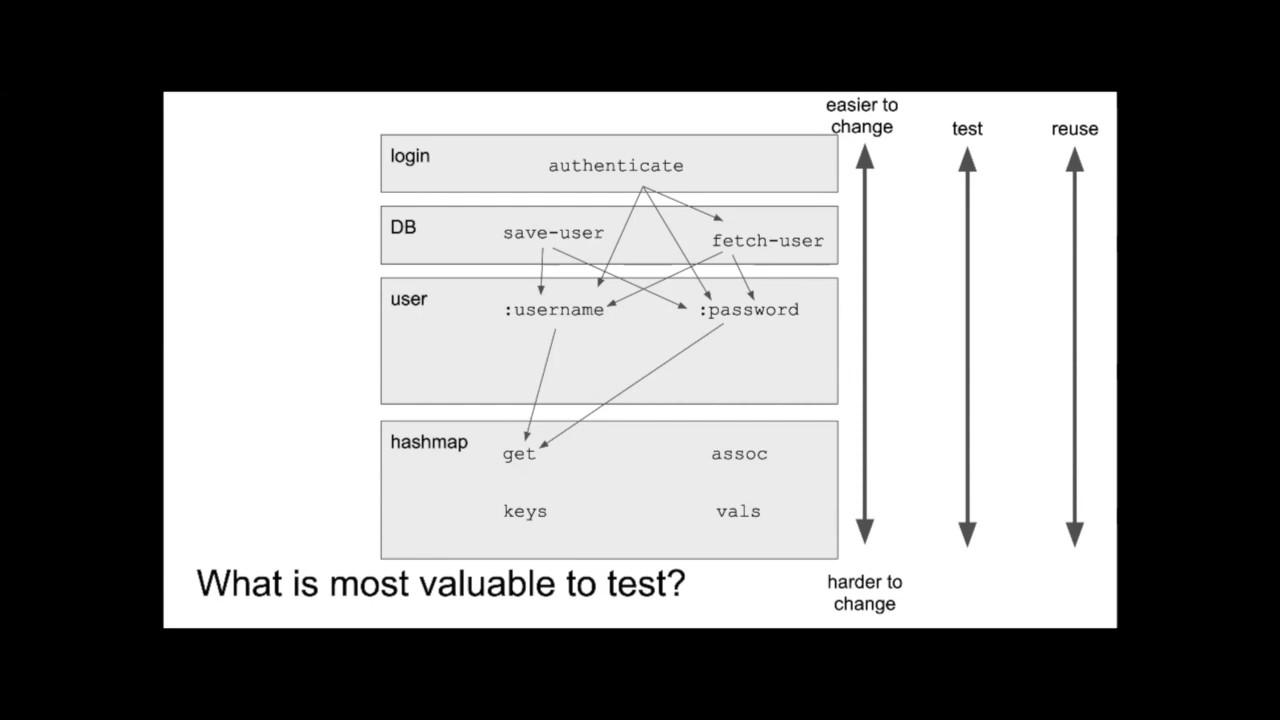 easier to
change
test
reuse
login
authenticate
DB
save-user
fetch-user
user
:username
:password
hashmap
get
assoc
keys
vals
What is most valuable to test?
harder to
change